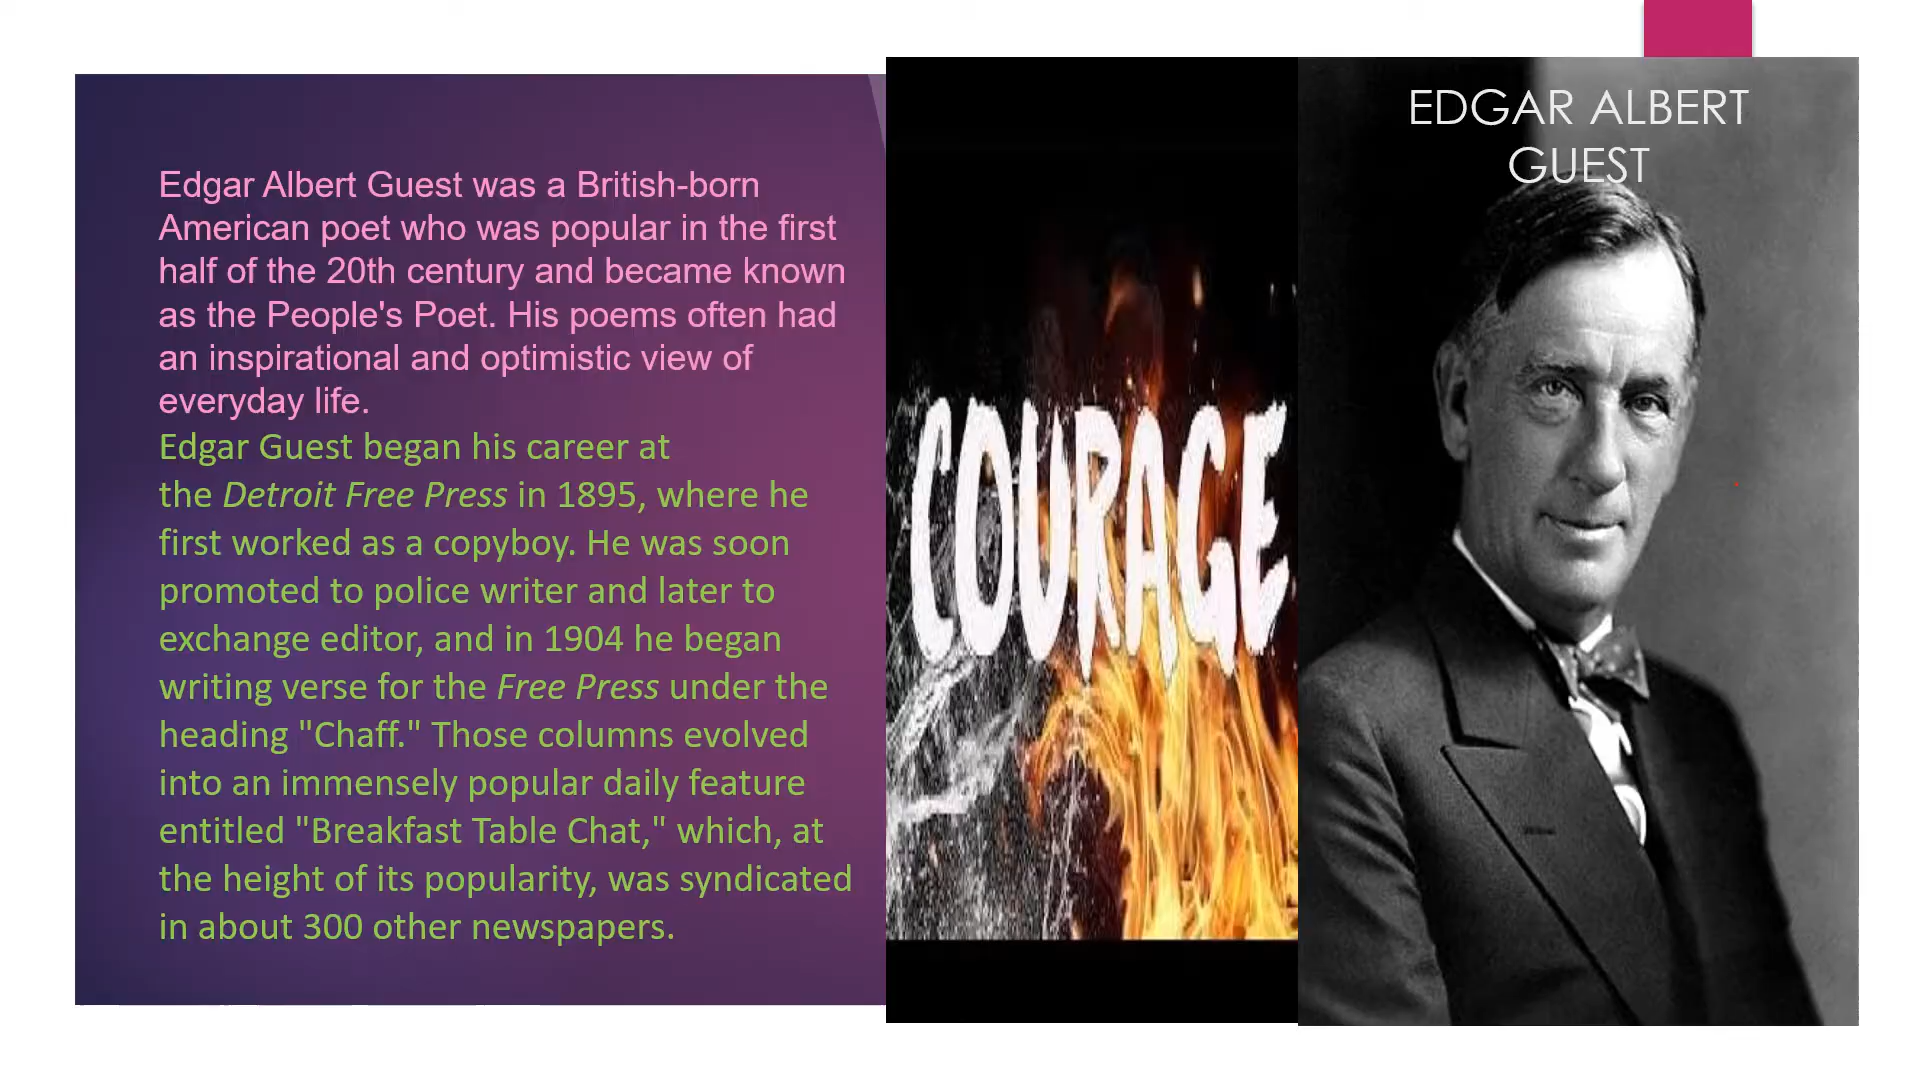 Edgar Albert Guest was a British-born
American poet who was popular in the first
half of the 20th century and became known
as the People's Poet. His poems often had
an inspirational and optimistic view of
everyday life.
Edgar Guest began his career at
the Detroit Free Press in 1895, where he
first worked as a copyboy. He was soon
promoted to police writer and later to
exchange editor, and in 1904 he began
writing verse for the Free Press under the
heading "Chaff." Those columns evolved
into an immensely popular daily feature
entitled "Breakfast Table Chat," which, at
the height of its popularity, was syndicated
in about 300 other newspapers.
COURAGE
EDGAR ALBERT
GUEST